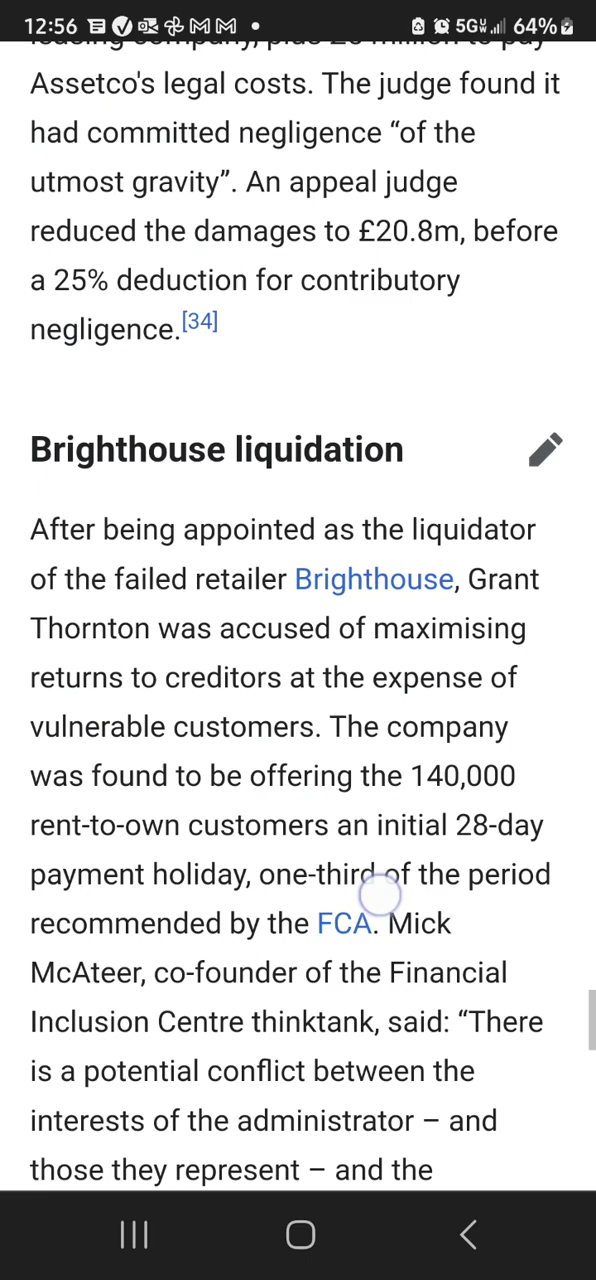 12:56 5G 64%
Assetco's legal costs. The judge found it
had committed negligence “of the
utmost gravity”. An appeal judge
reduced the damages to £20.8m, before
a 25% deduction for contributory
negligence.[34]
Brighthouse liquidation
After being appointed as the liquidator
of the failed retailer Brighthouse, Grant
Thornton was accused of maximising
returns to creditors at the expense of
vulnerable customers. The company
was found to be offering the 140,000
rent-to-own customers an initial 28-day
payment holiday, one-third of the period
recommended by the FCA. Mick
McAteer, co-founder of the Financial
Inclusion Centre thinktank, said: “There
is a potential conflict between the
interests of the administrator – and
those they represent – and the